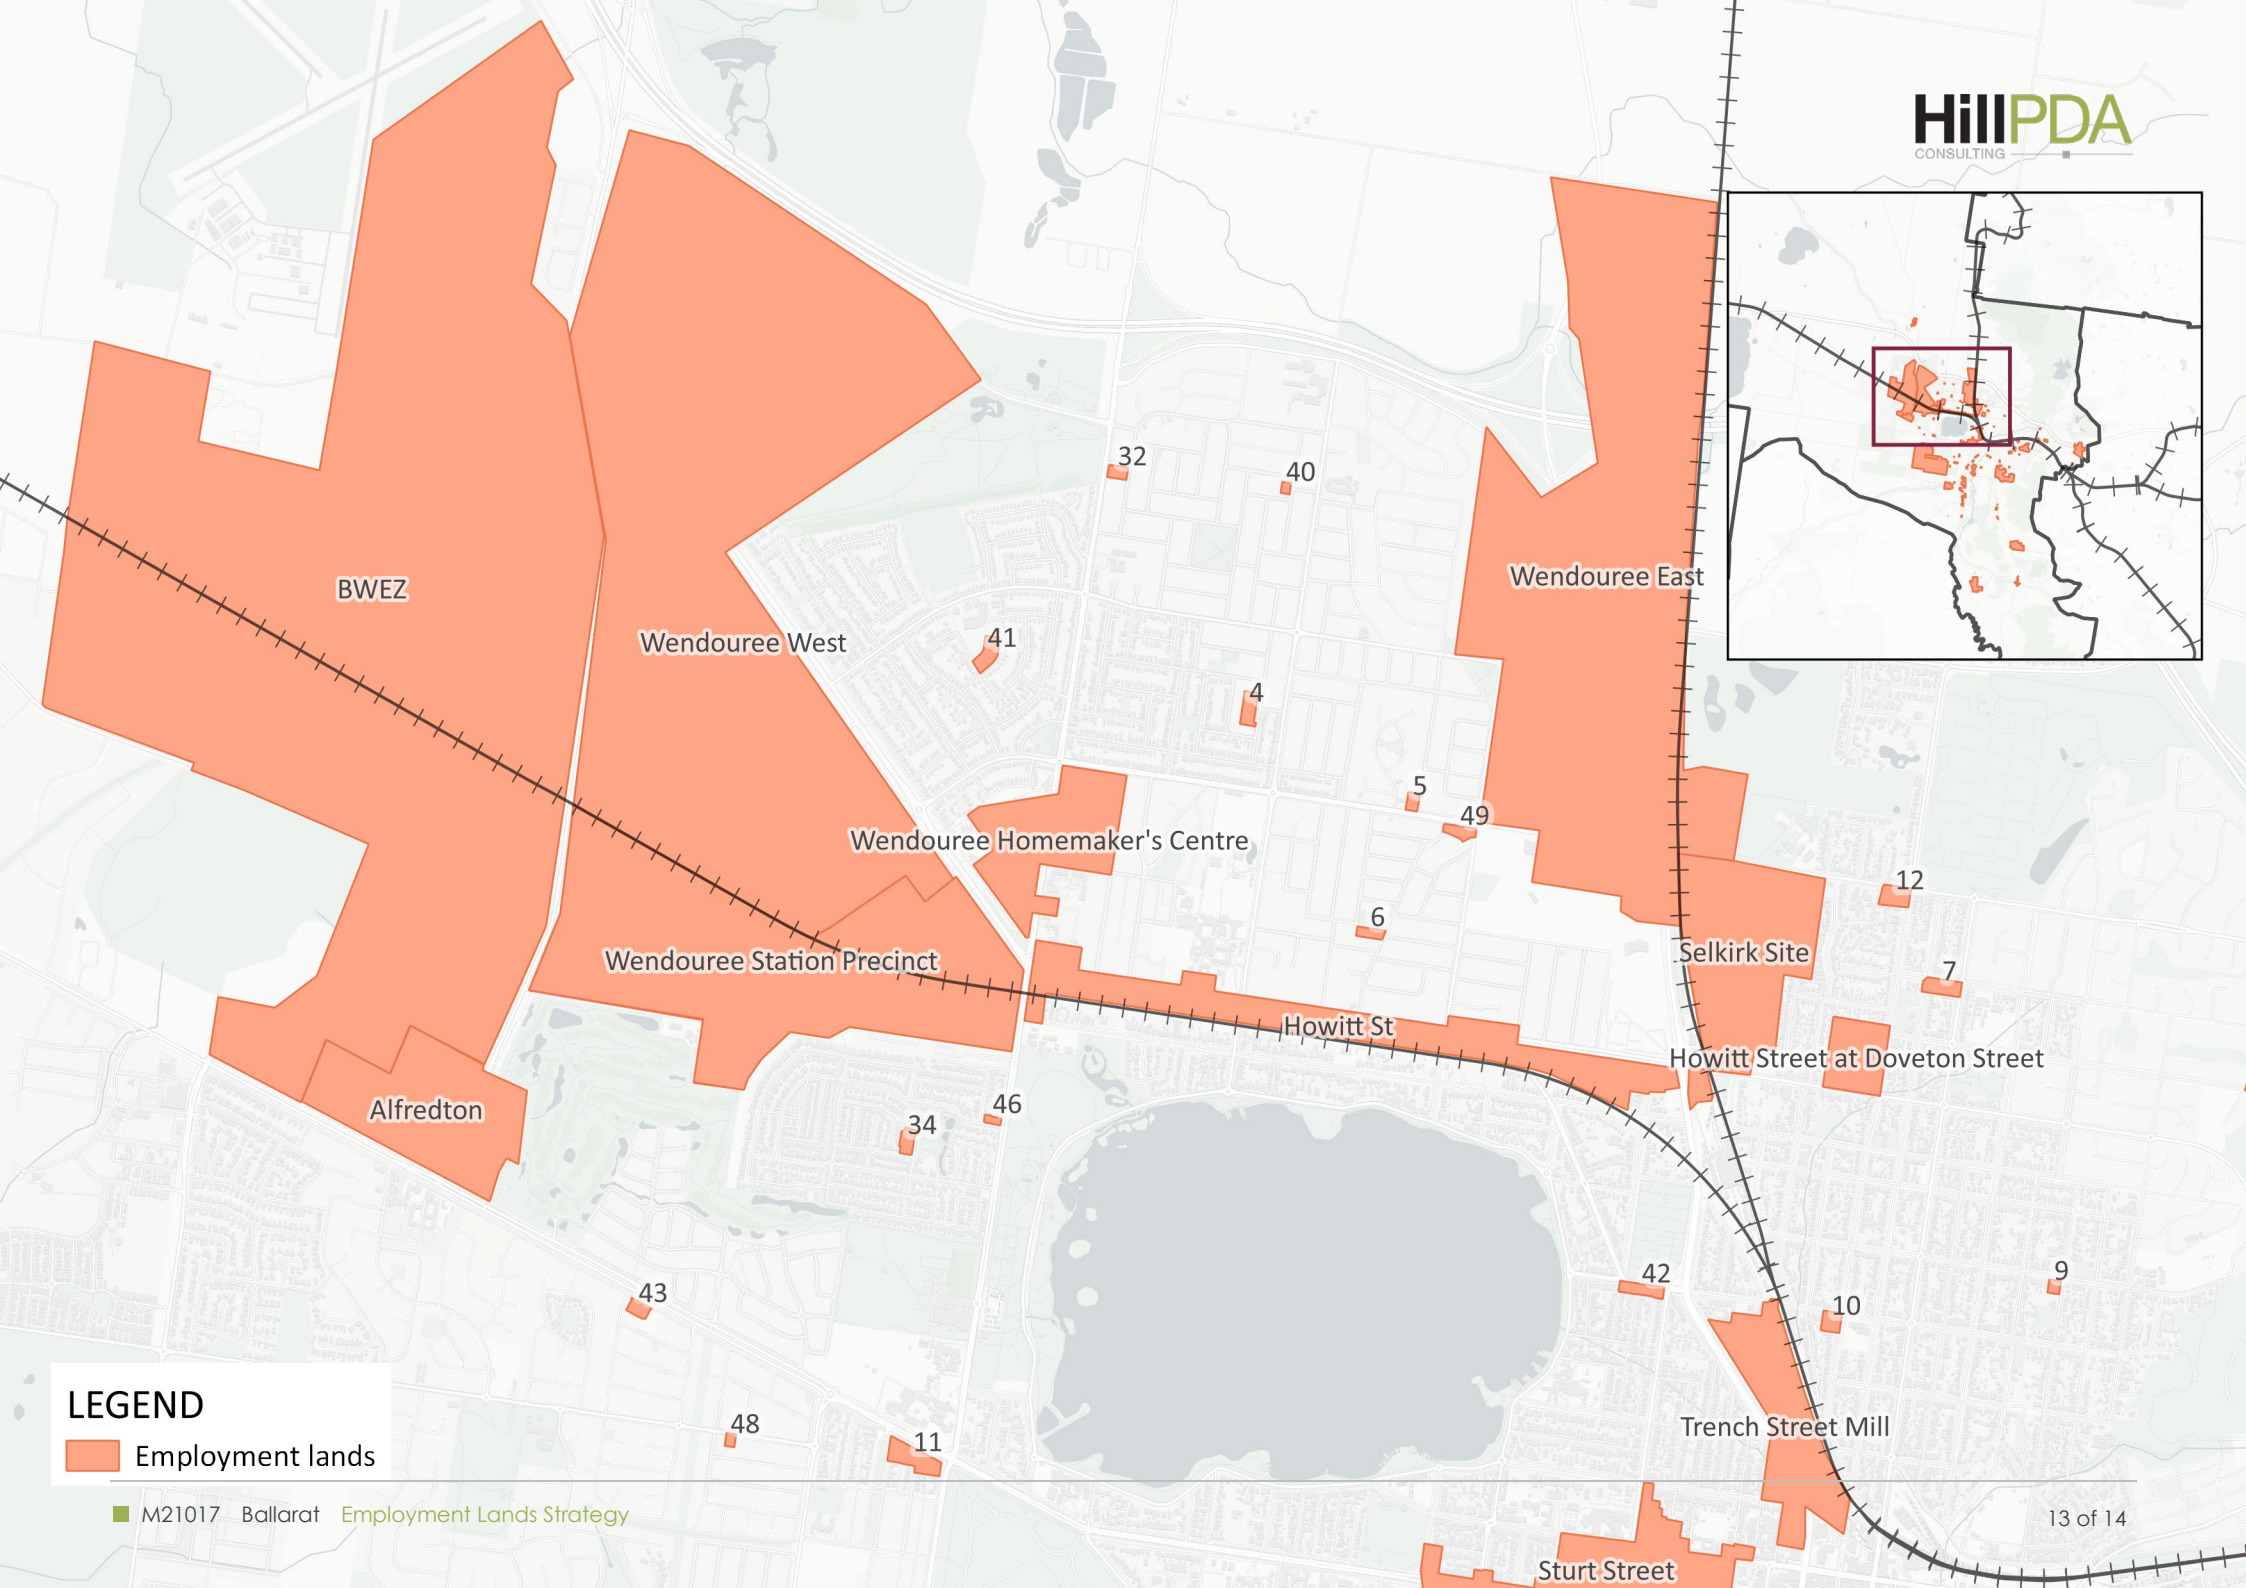 HillPDA
CONSULTING
32
40
BWEZ
Wendouree East
Wendouree West
41
4
5
49
Wendouree Homemaker's Centre
12
6
Selkirk Site
Wendouree Station Precinct
7
Howitt St
Howitt Street at Doveton Street
Alfredton
46
34
42
9
43
10
48
11
Trench Street Mill
LEGEND
Employment lands
M21017 Ballarat Employment Lands Strategy
13 of 14
Sturt Street